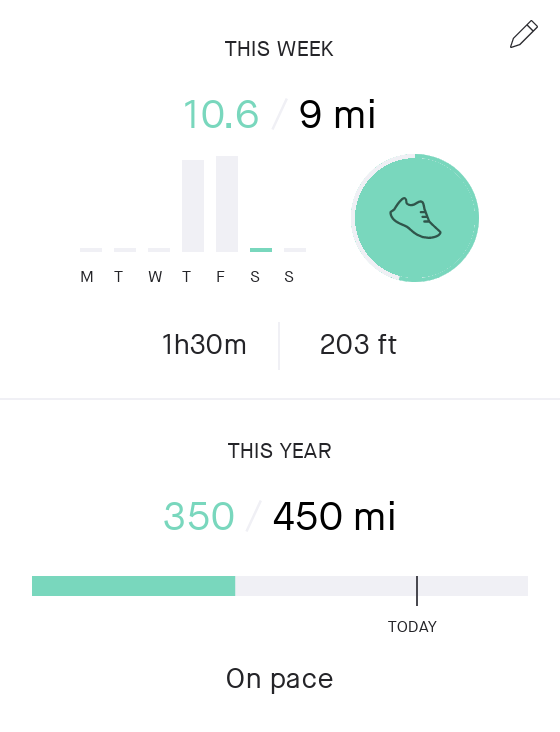 THIS WEEK
10.6 / 9 mi
M T W T F S S
1h30m 203 ft
THIS YEAR
350 / 450 mi
TODAY
On pace